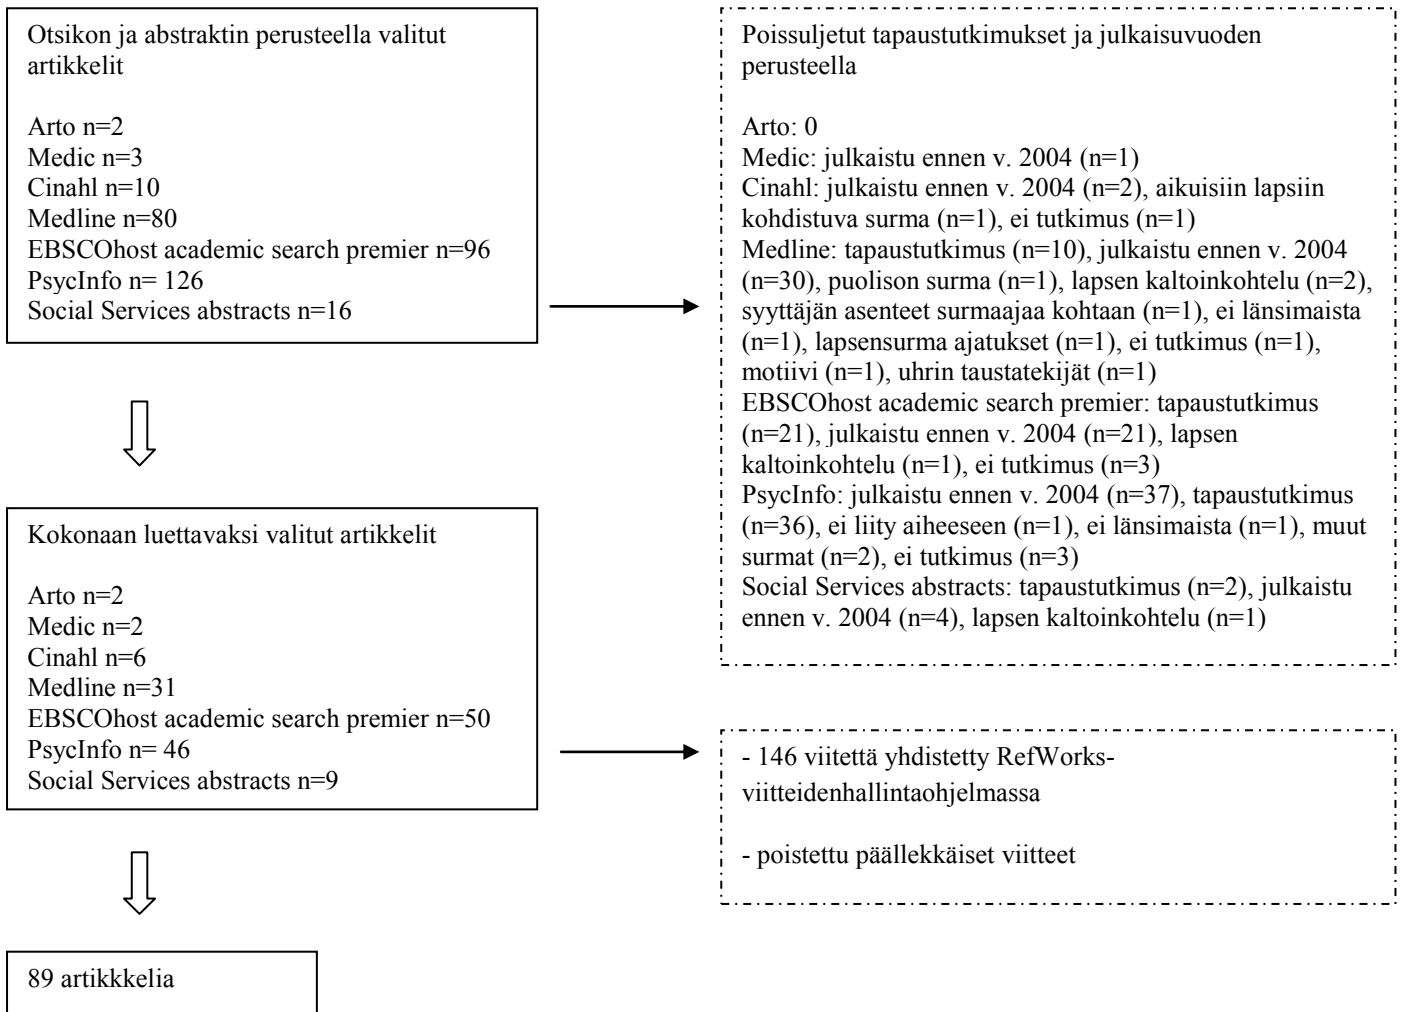 Otsikon ja abstraktin perusteella valitut
artikkelit
Arto n=2
Medic n=3
Cinahl n=10
Medline n=80
EBSCOhost academic search premier n=96
PsycInfo n= 126
Social Services abstracts n=16
Poissuljetut tapaustutkimukset ja julkaisuvuoden
perusteella
Arto: 0
Medic: julkaistu ennen v. 2004 (n=1)
Cinahl: julkaistu ennen v. 2004 (n=2), aikuisiin lapsiin
kohdistuva surma (n=1), ei tutkimus (n=1)
Medline: tapaustutkimus (n=10), julkaistu ennen v. 2004
(n=30), puolison surma (n=1), lapsen kaltoinkohtelu (n=2),
syyttäjän asenteet surmaajaa kohtaan (n=1), ei länsimaista
(n=1), lapsensurma ajatukset (n=1), ei tutkimus (n=1),
motiivi (n=1), uhrin taustatekijät (n=1)
EBSCOhost academic search premier: tapaustutkimus
(n=21), julkaistu ennen v. 2004 (n=21), lapsen
kaltoinkohtelu (n=1), ei tutkimus (n=3)
PsycInfo: julkaistu ennen v. 2004 (n=37), tapaustutkimus
(n=36), ei liity aiheeseen (n=1), ei länsimaista (n=1), muut
surmat (n=2), ei tutkimus (n=3)
Social Services abstracts: tapaustutkimus (n=2), julkaistu
ennen v. 2004 (n=4), lapsen kaltoinkohtelu (n=1)
Kokonaan luettavaksi valitut artikkelit
Arto n=2
Medic n=2
Cinahl n=6
Medline n=31
EBSCOhost academic search premier n=50
PsycInfo n= 46
Social Services abstracts n=9
- 146 viitettä yhdistetty RefWorks-
viitteidenhallintaohjelmassa
- poistettu päällekkäiset viitteet
89 artikkkelia